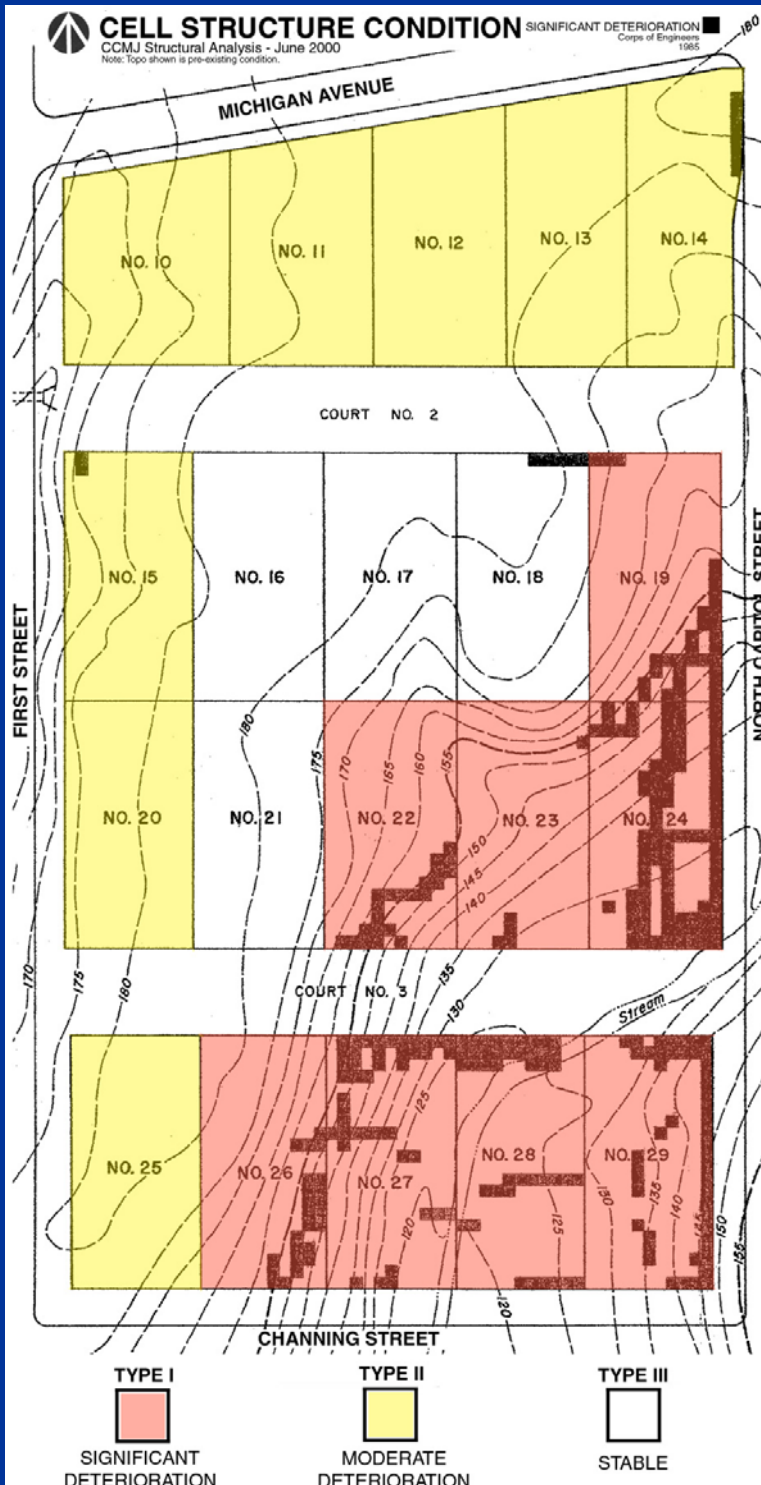 CELL STRUCTURE CONDITION
CCMJ Structural Analysis - June 2000
Note: Topo shown is pre-existing condition.
SIGNIFICANT DETERIORATION
Corps of Engineers
1985
180
MICHIGAN AVENUE
NO. 10
NO. 11
NO. 12
NO. 13
NO. 14
COURT NO. 2
FIRST STREET
NORTH CAPITOL STREET
NO. 15
NO. 16
NO. 17
NO. 18
NO. 19
180
175
170
165
160
155
NO. 20
NO. 21
NO. 22
NO. 23
NO. 24
150
145
140
170
175
180
135
130
COURT NO. 3
Stream
125
NO. 25
NO. 26
NO. 27
NO. 28
NO. 29
120
125
130
135
140
145
150
155
120
CHANNING STREET
TYPE I
TYPE II
TYPE III
SIGNIFICANT
DETERIORATION
MODERATE
DETERIORATION
STABLE